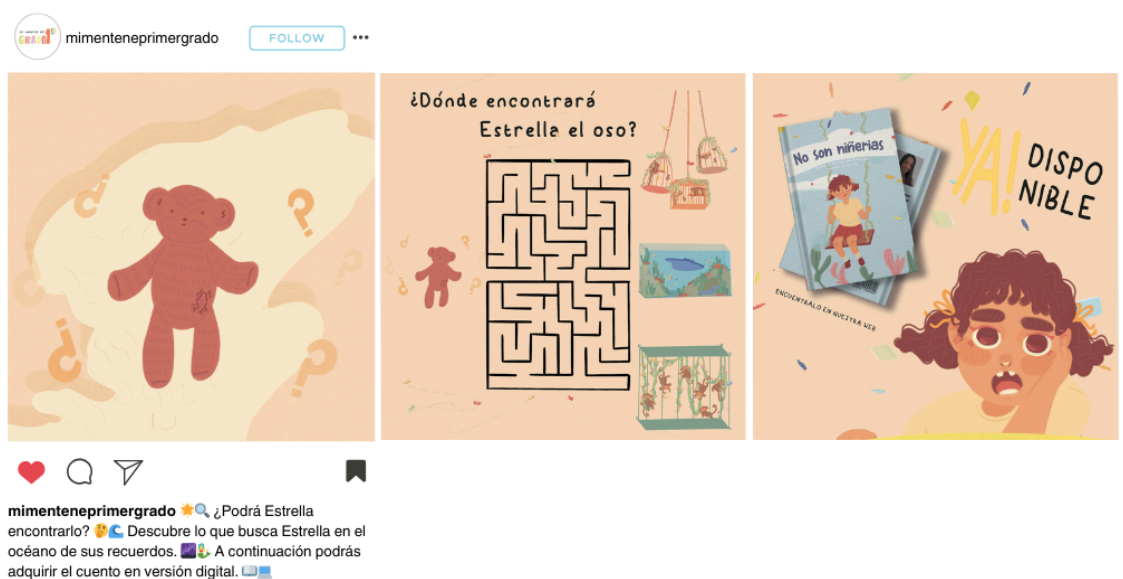 GRADO
mimenteneprimergrado
FOLLOW
¿Dónde encontrará
Estrella el oso?
No son niñerias
YA!
DISPO
NIBLE
ENCUENTRALO EN NUESTRA WEB
mimenteneprimergrado 🌟🔍 ¿Podrá Estrella
encontrarlo? 🤔🌊 Descubre lo que busca Estrella en el
océano de sus recuerdos. 🌌🧜‍♀️ A continuación podrás
adquirir el cuento en versión digital. 📖💻